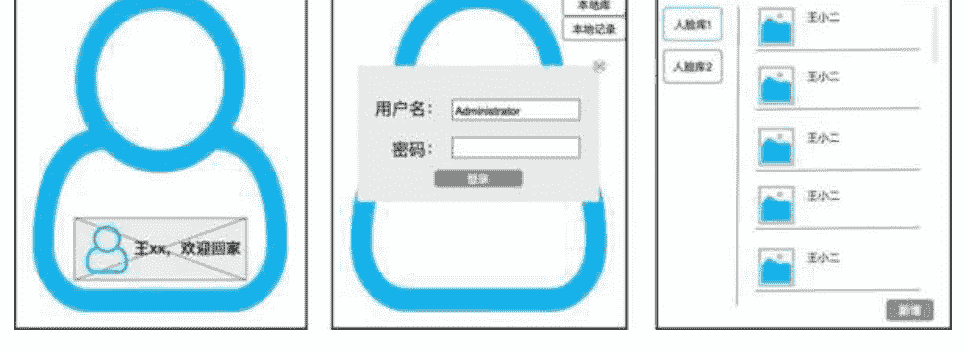 王xx，欢迎回家
本地库
本地记录
用户名：
Administrator
密码：
登录
人脸库1
人脸库2
王小二
王小二
王小二
王小二
王小二
新增